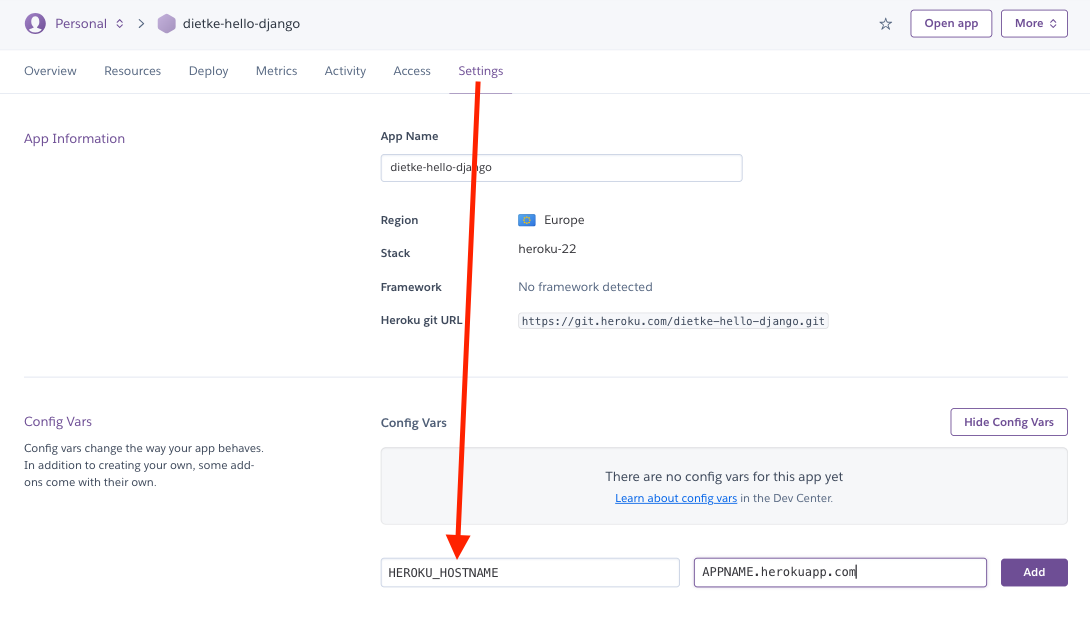 Personal dietke-hello-django Open app More
Overview Resources Deploy Metrics Activity Access Settings
App Information
App Name
dietke-hello-django
Region Europe
Stack heroku-22
Framework No framework detected
Heroku git URL https://git.heroku.com/dietke-hello-django.git
Config Vars
Config vars change the way your app behaves.
In addition to creating your own, some add-
ons come with their own.
Config Vars Hide Config Vars
There are no config vars for this app yet
Learn about config vars in the Dev Center.
HEROKU_HOSTNAME APPNAME.herokuapp.com Add